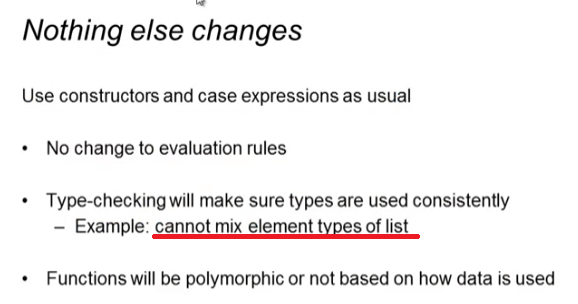 Nothing else changes
Use constructors and case expressions as usual
• No change to evaluation rules
• Type-checking will make sure types are used consistently
– Example: cannot mix element types of list
• Functions will be polymorphic or not based on how data is used